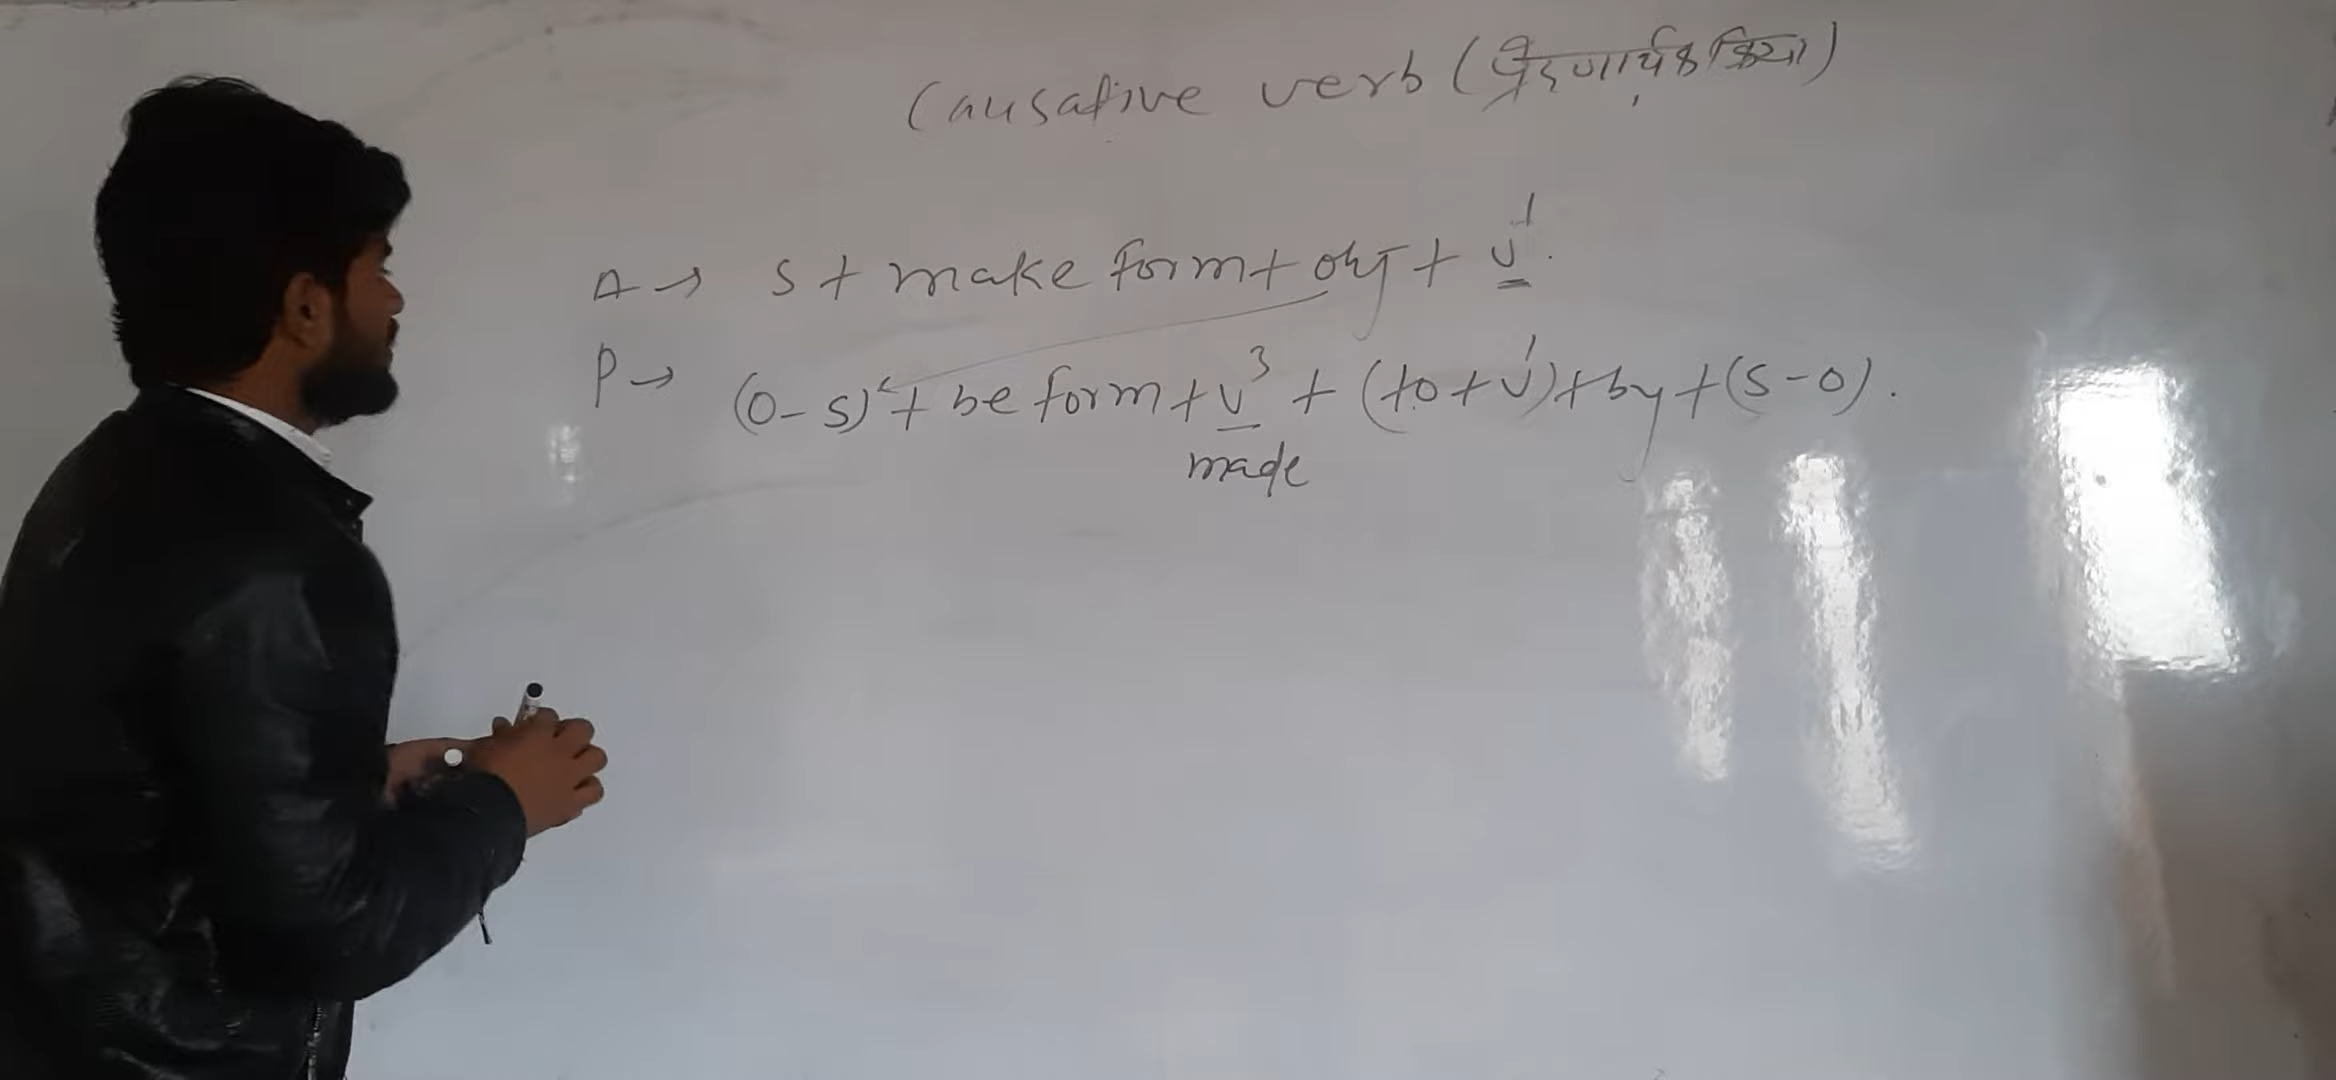 Causative verb (प्रेरणार्थक क्रिया)
A → S + make form + obj + V¹.
P → (O-S) + be form + V³ + (to + V¹) + by + (S-O).
made